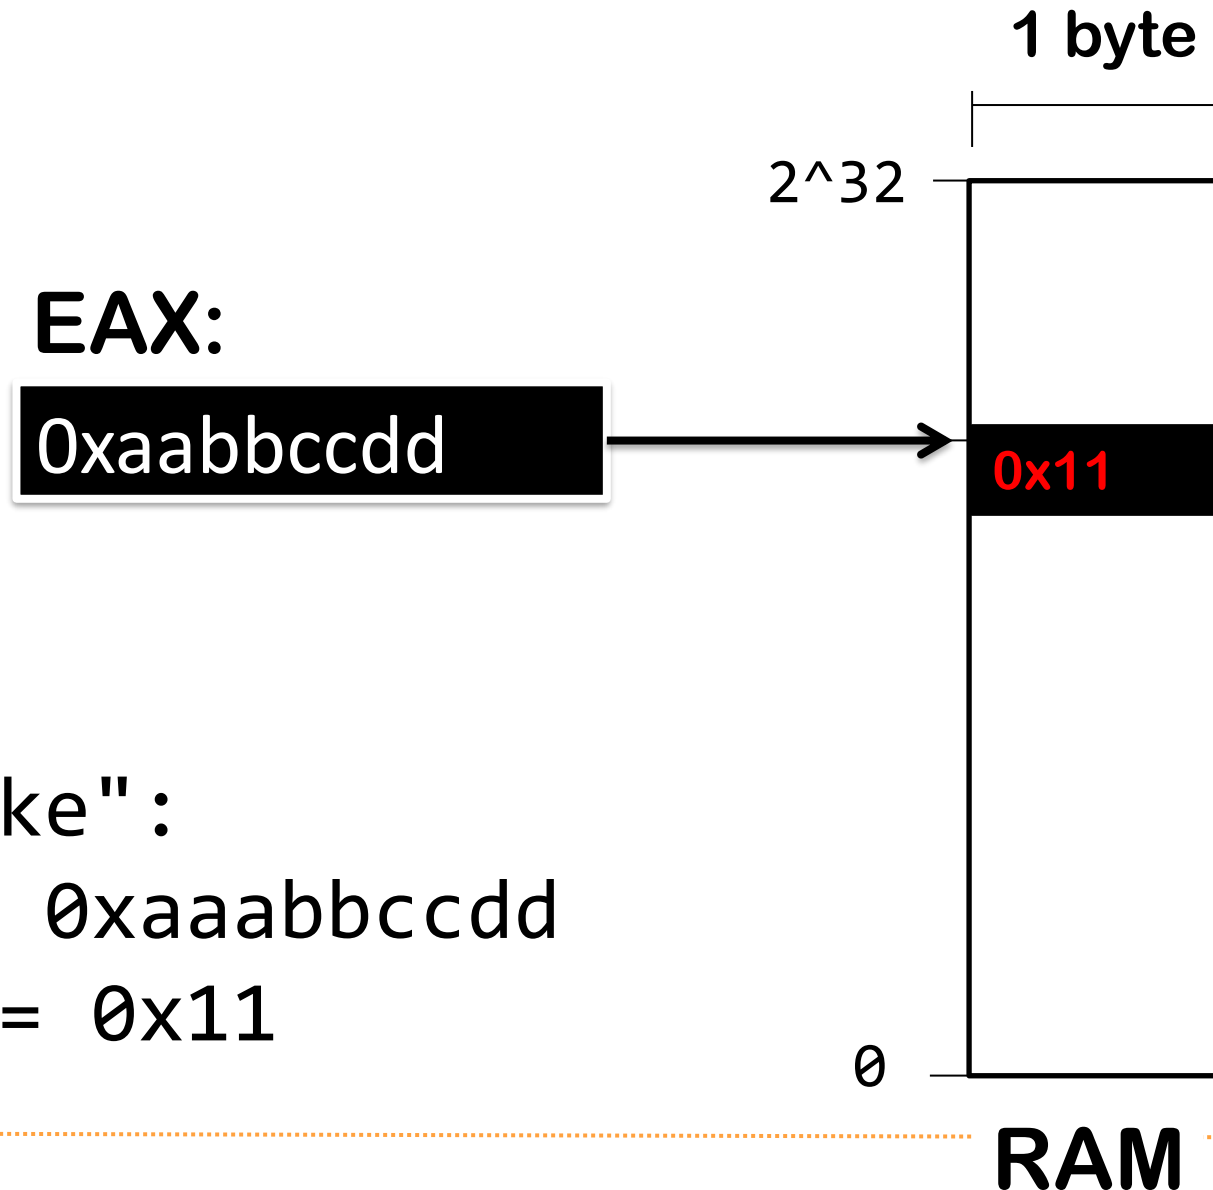 1 byte
2^32
EAX:
0xaabbccdd
0x11
ke":
0xaaabbccdd
= 0x11
0
RAM